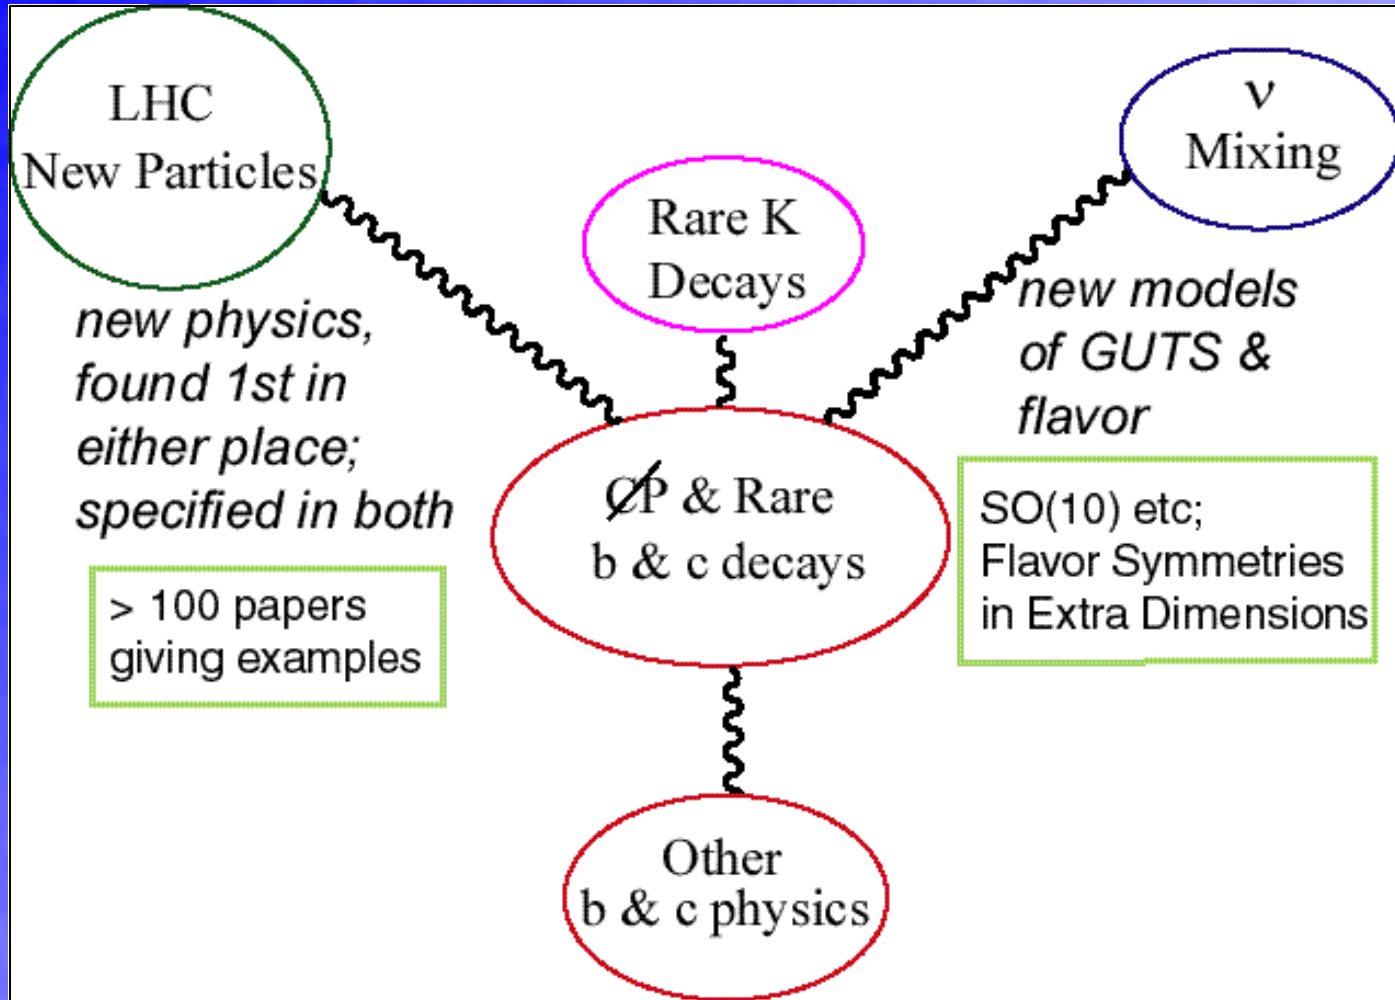 LHC
New Particles
ν
Mixing
Rare K
Decays
new physics,
found 1st in
either place;
specified in both
new models
of GUTS &
flavor
> 100 papers
giving examples
C̸P & Rare
b & c decays
SO(10) etc;
Flavor Symmetries
in Extra Dimensions
Other
b & c physics